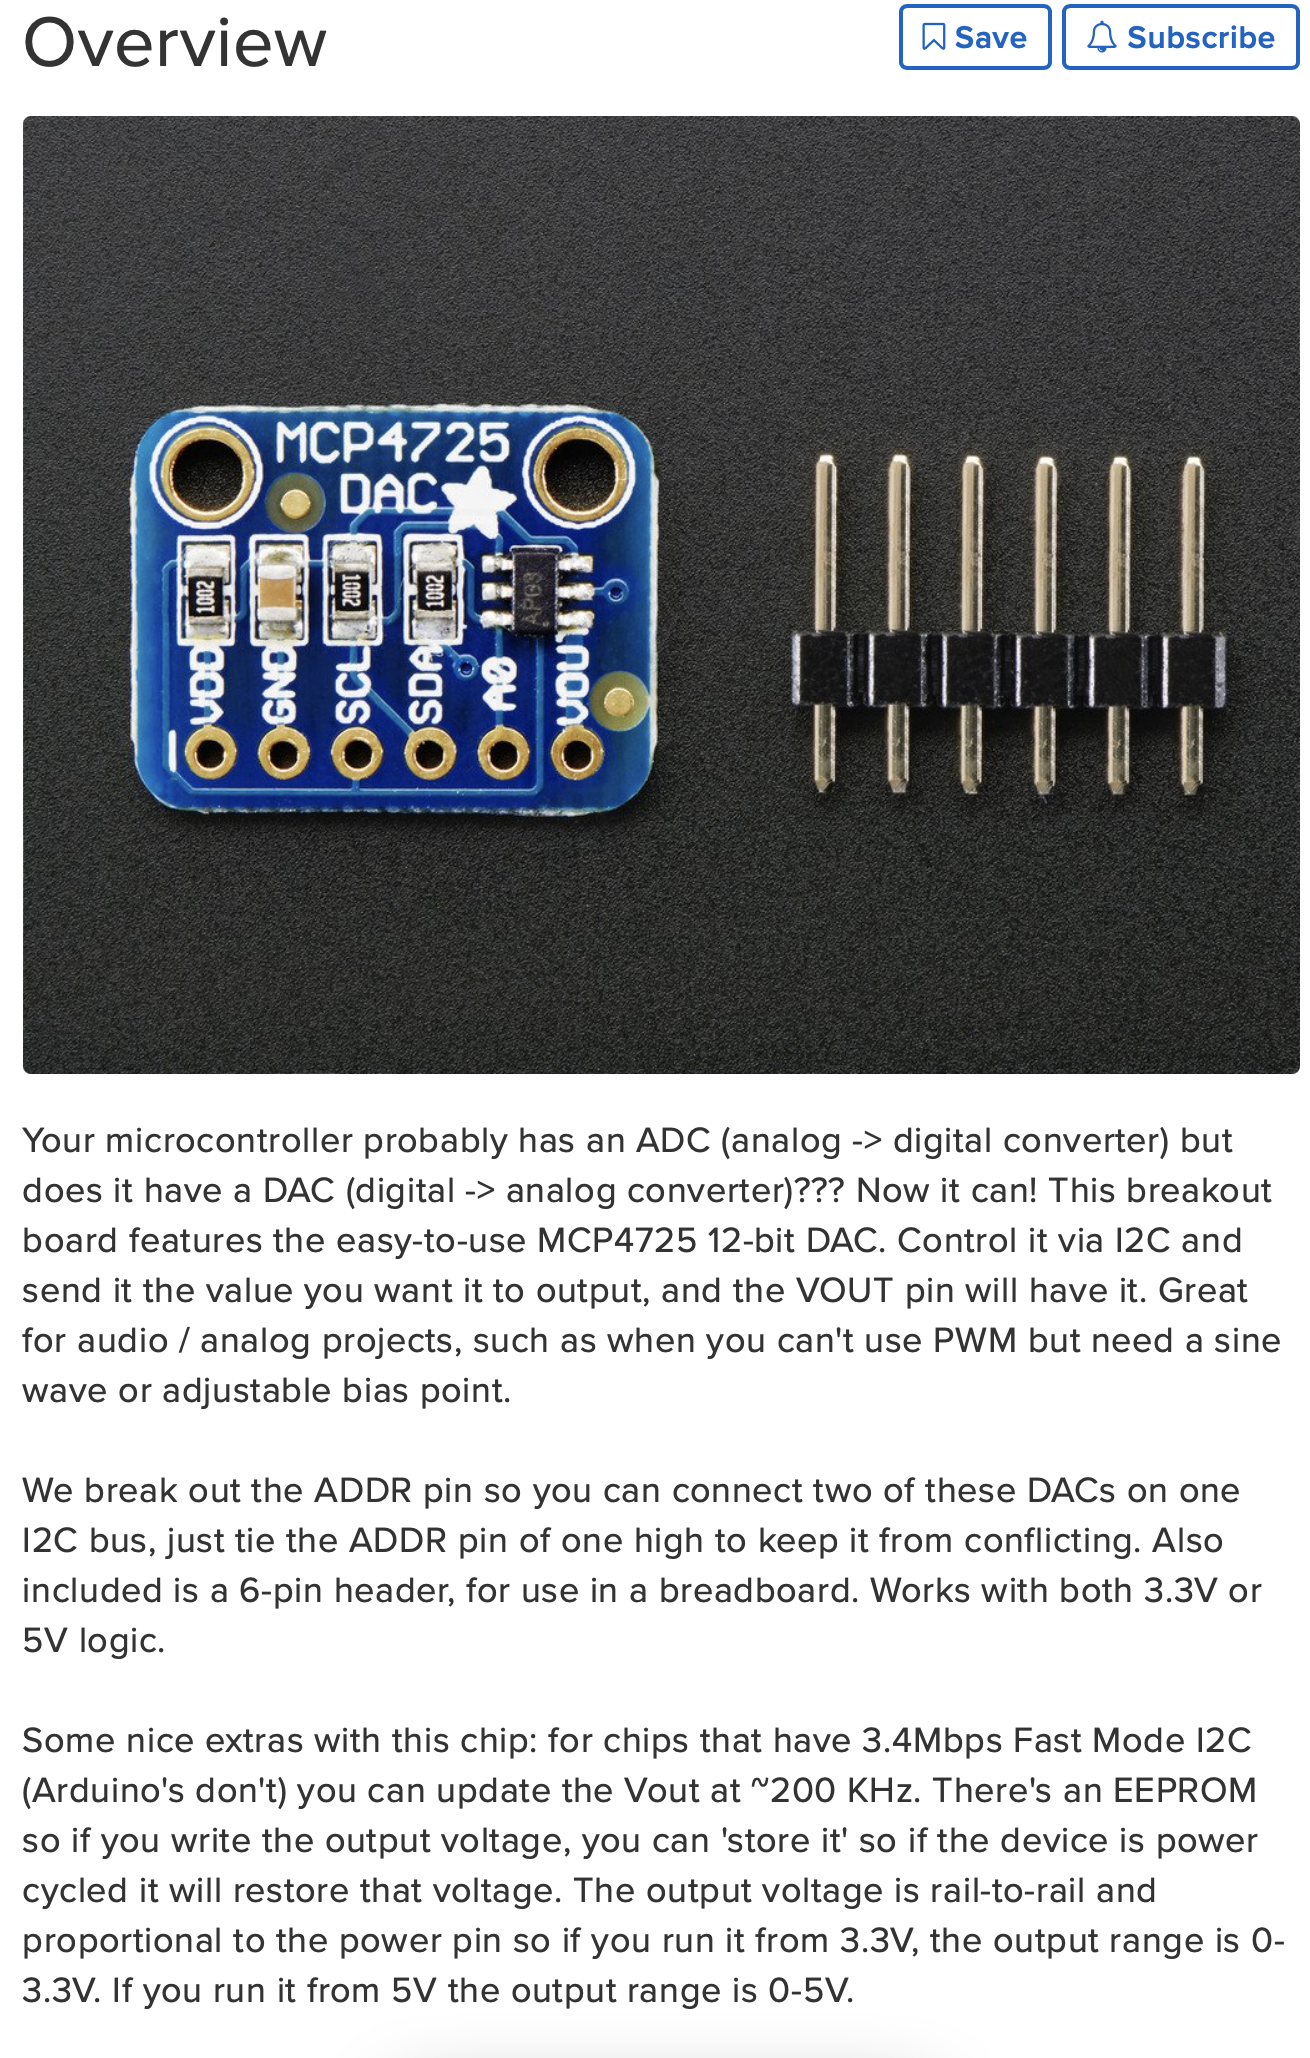 Overview
Save
Subscribe
MCP4725
DAC
1002
1002
1002
AP08
VDD
GND
SCL
SDA
A0
VOUT
Your microcontroller probably has an ADC (analog -> digital converter) but
does it have a DAC (digital -> analog converter)??? Now it can! This breakout
board features the easy-to-use MCP4725 12-bit DAC. Control it via I2C and
send it the value you want it to output, and the VOUT pin will have it. Great
for audio / analog projects, such as when you can't use PWM but need a sine
wave or adjustable bias point.
We break out the ADDR pin so you can connect two of these DACs on one
I2C bus, just tie the ADDR pin of one high to keep it from conflicting. Also
included is a 6-pin header, for use in a breadboard. Works with both 3.3V or
5V logic.
Some nice extras with this chip: for chips that have 3.4Mbps Fast Mode I2C
(Arduino's don't) you can update the Vout at ~200 KHz. There's an EEPROM
so if you write the output voltage, you can 'store it' so if the device is power
cycled it will restore that voltage. The output voltage is rail-to-rail and
proportional to the power pin so if you run it from 3.3V, the output range is 0-
3.3V. If you run it from 5V the output range is 0-5V.